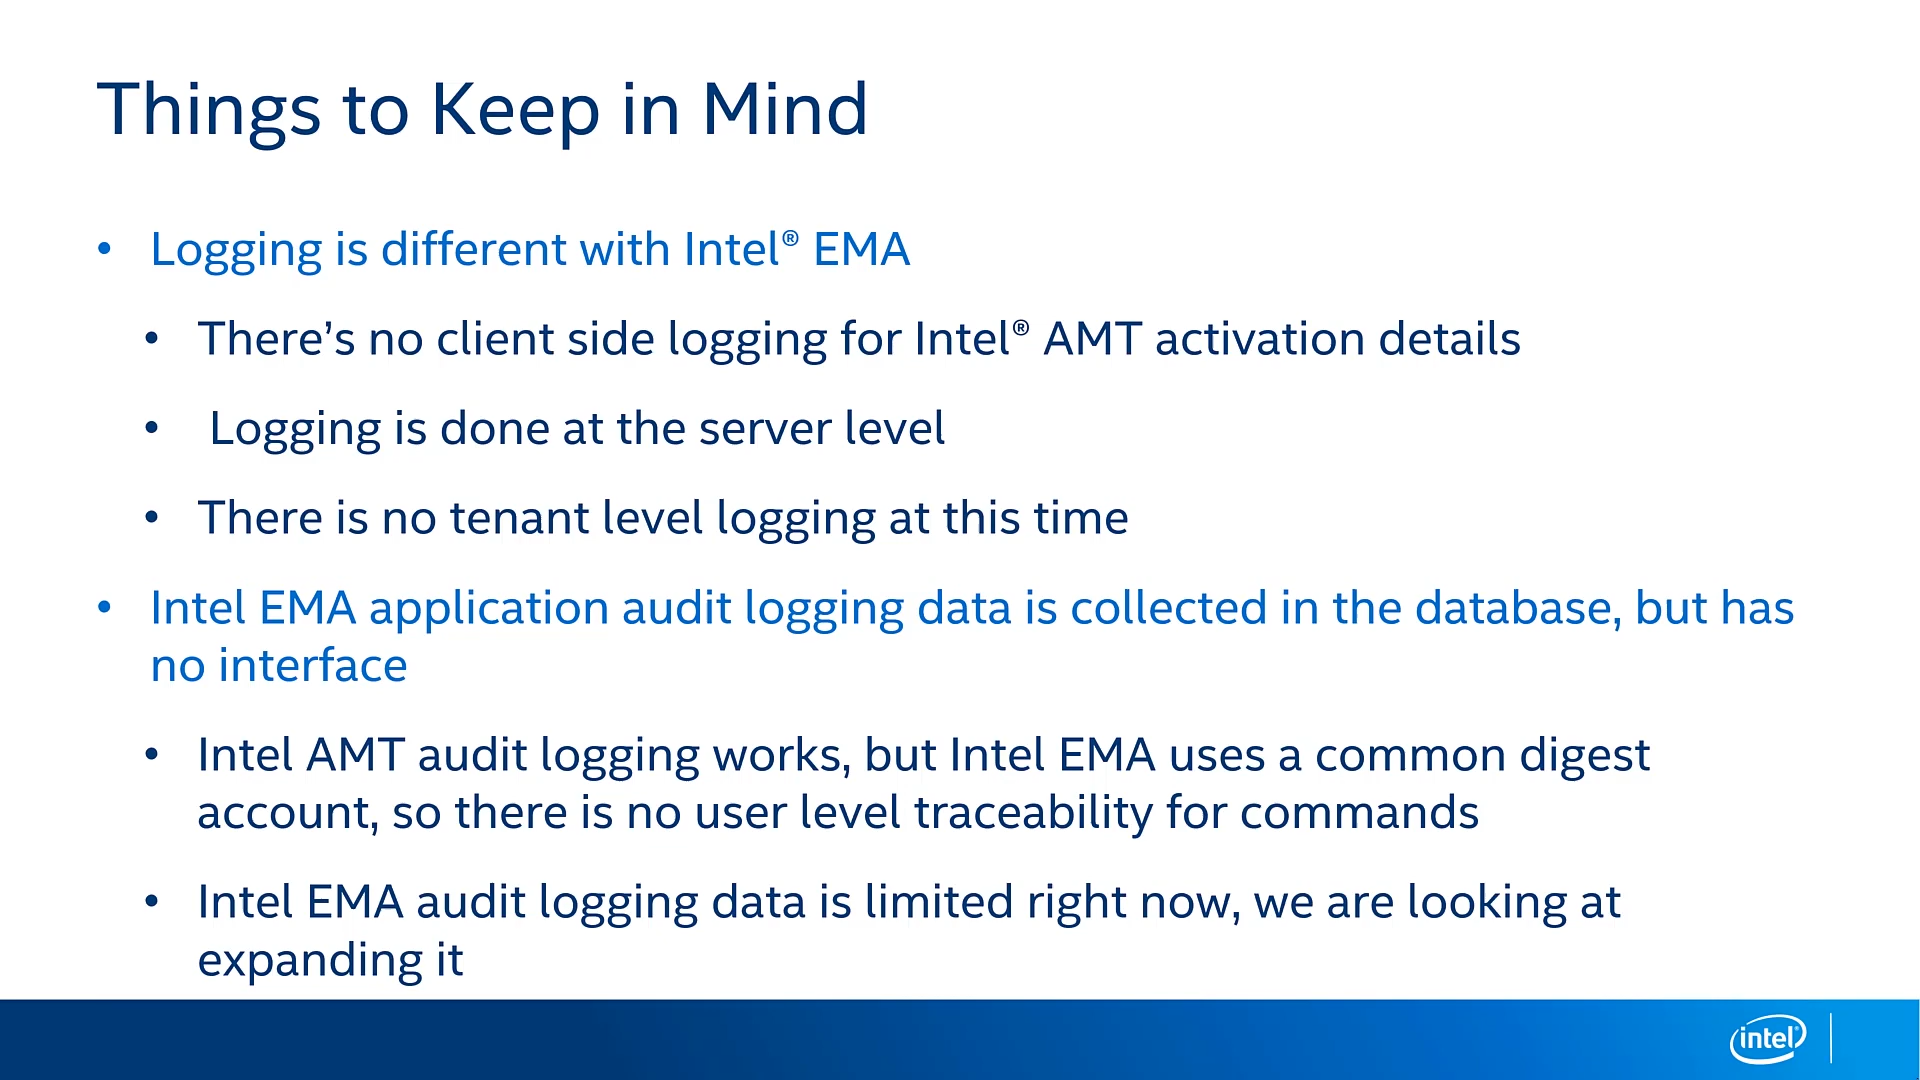 Things to Keep in Mind
• Logging is different with Intel® EMA
• There’s no client side logging for Intel® AMT activation details
• Logging is done at the server level
• There is no tenant level logging at this time
• Intel EMA application audit logging data is collected in the database, but has
no interface
• Intel AMT audit logging works, but Intel EMA uses a common digest
account, so there is no user level traceability for commands
• Intel EMA audit logging data is limited right now, we are looking at
expanding it
intel®